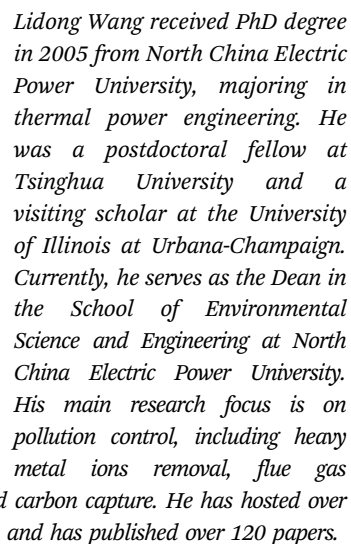 Lidong Wang received PhD degree
in 2005 from North China Electric
Power University, majoring in
thermal power engineering. He
was a postdoctoral fellow at
Tsinghua University and a
visiting scholar at the University
of Illinois at Urbana-Champaign.
Currently, he serves as the Dean in
the School of Environmental
Science and Engineering at North
China Electric Power University.
His main research focus is on
pollution control, including heavy
metal ions removal, flue gas
carbon capture. He has hosted over
and has published over 120 papers.